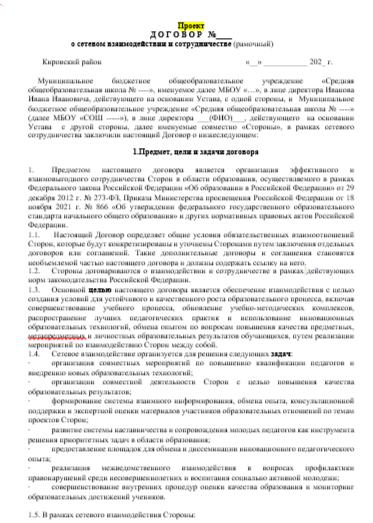 Проект
Д О Г О В О Р № ___
о сетевом взаимодействии и сотрудничестве (рамочный)
Кировский район «__» ____________ 202_ г.
Муниципальное бюджетное общеобразовательное учреждение «Средняя
общеобразовательная школа № ----», именуемое далее МБОУ «…», в лице директора Ивана
Ивана Ивановича, действующего на основании Устава, с одной стороны, и Муниципальное
бюджетное общеобразовательное учреждение «Средняя общеобразовательная школа № ----»
(далее МБОУ «СОШ -----»), в лице директора ___(ФИО)___, действующего на основании
Устава с другой стороны, далее именуемые совместно «Стороны», в рамках сетевого
сотрудничества заключили настоящий Договор о нижеследующем:
1.Предмет, цели и задачи договора
1. Предметом настоящего договора является организация эффективного и
взаимовыгодного сотрудничества Сторон в области образования, осуществляемого в рамках
Федерального закона Российской Федерации «Об образовании в Российской Федерации» от 29
декабря 2012 г. № 273-ФЗ, Приказа Министерства просвещения Российской Федерации от 18
ноября 2021 г. № 866 «Об утверждении федерального государственного образовательного
стандарта начального общего образования» и других нормативных правовых актов Российской
Федерации.
1.1. Настоящий Договор определяет общие условия обязательственных взаимоотношений
Сторон, которые будут конкретизированы и уточнены Сторонами путем заключения отдельных
договоров или соглашений. Такие дополнительные договоры и соглашения становятся
необъемлемой частью настоящего договора и должны содержать ссылку на него.
1.2. Стороны договариваются о взаимодействии и сотрудничестве в рамках действующих
норм законодательства Российской Федерации.
1.3. Основной целью настоящего договора является обеспечение взаимодействия с целью
создания условий для устойчивого и качественного роста образовательного процесса, включая
совершенствование учебного процесса, обновление учебно-методических комплексов,
распространение лучших педагогических практик и использование инновационных
образовательных технологий, обмена опытом по вопросам повышения качества предметных,
метапредметных и личностных образовательных результатов обучающихся, путем реализации
мероприятий по взаимодействию Сторон между собой.
1.4. Сетевое взаимодействие организуется для решения следующих задач:
· организация совместных мероприятий по повышению квалификации педагогов и
внедрению новых образовательных технологий;
· организации совместной деятельности Сторон с целью повышения качества
образовательных результатов;
· формирование системы взаимного информирования, обмена опыта, консультационной
поддержки и экспертной оценки материалов участников образовательных отношений по темам
проектов Сторон;
· развитие системы наставничества и сопровождения молодых педагогов как инструмента
решения приоритетных задач в области образования;
· предоставление площадок для обмена и диссеминации инновационного педагогического
опыта;
· реализация межведомственного взаимодействия в вопросах профилактики
правонарушений среди несовершеннолетних и воспитания социально активной молодежи;
· совершенствование внутренних процедур оценки качества образования и мониторинг
образовательных достижений учеников.
1.5. В рамках сетевого взаимодействия Стороны: